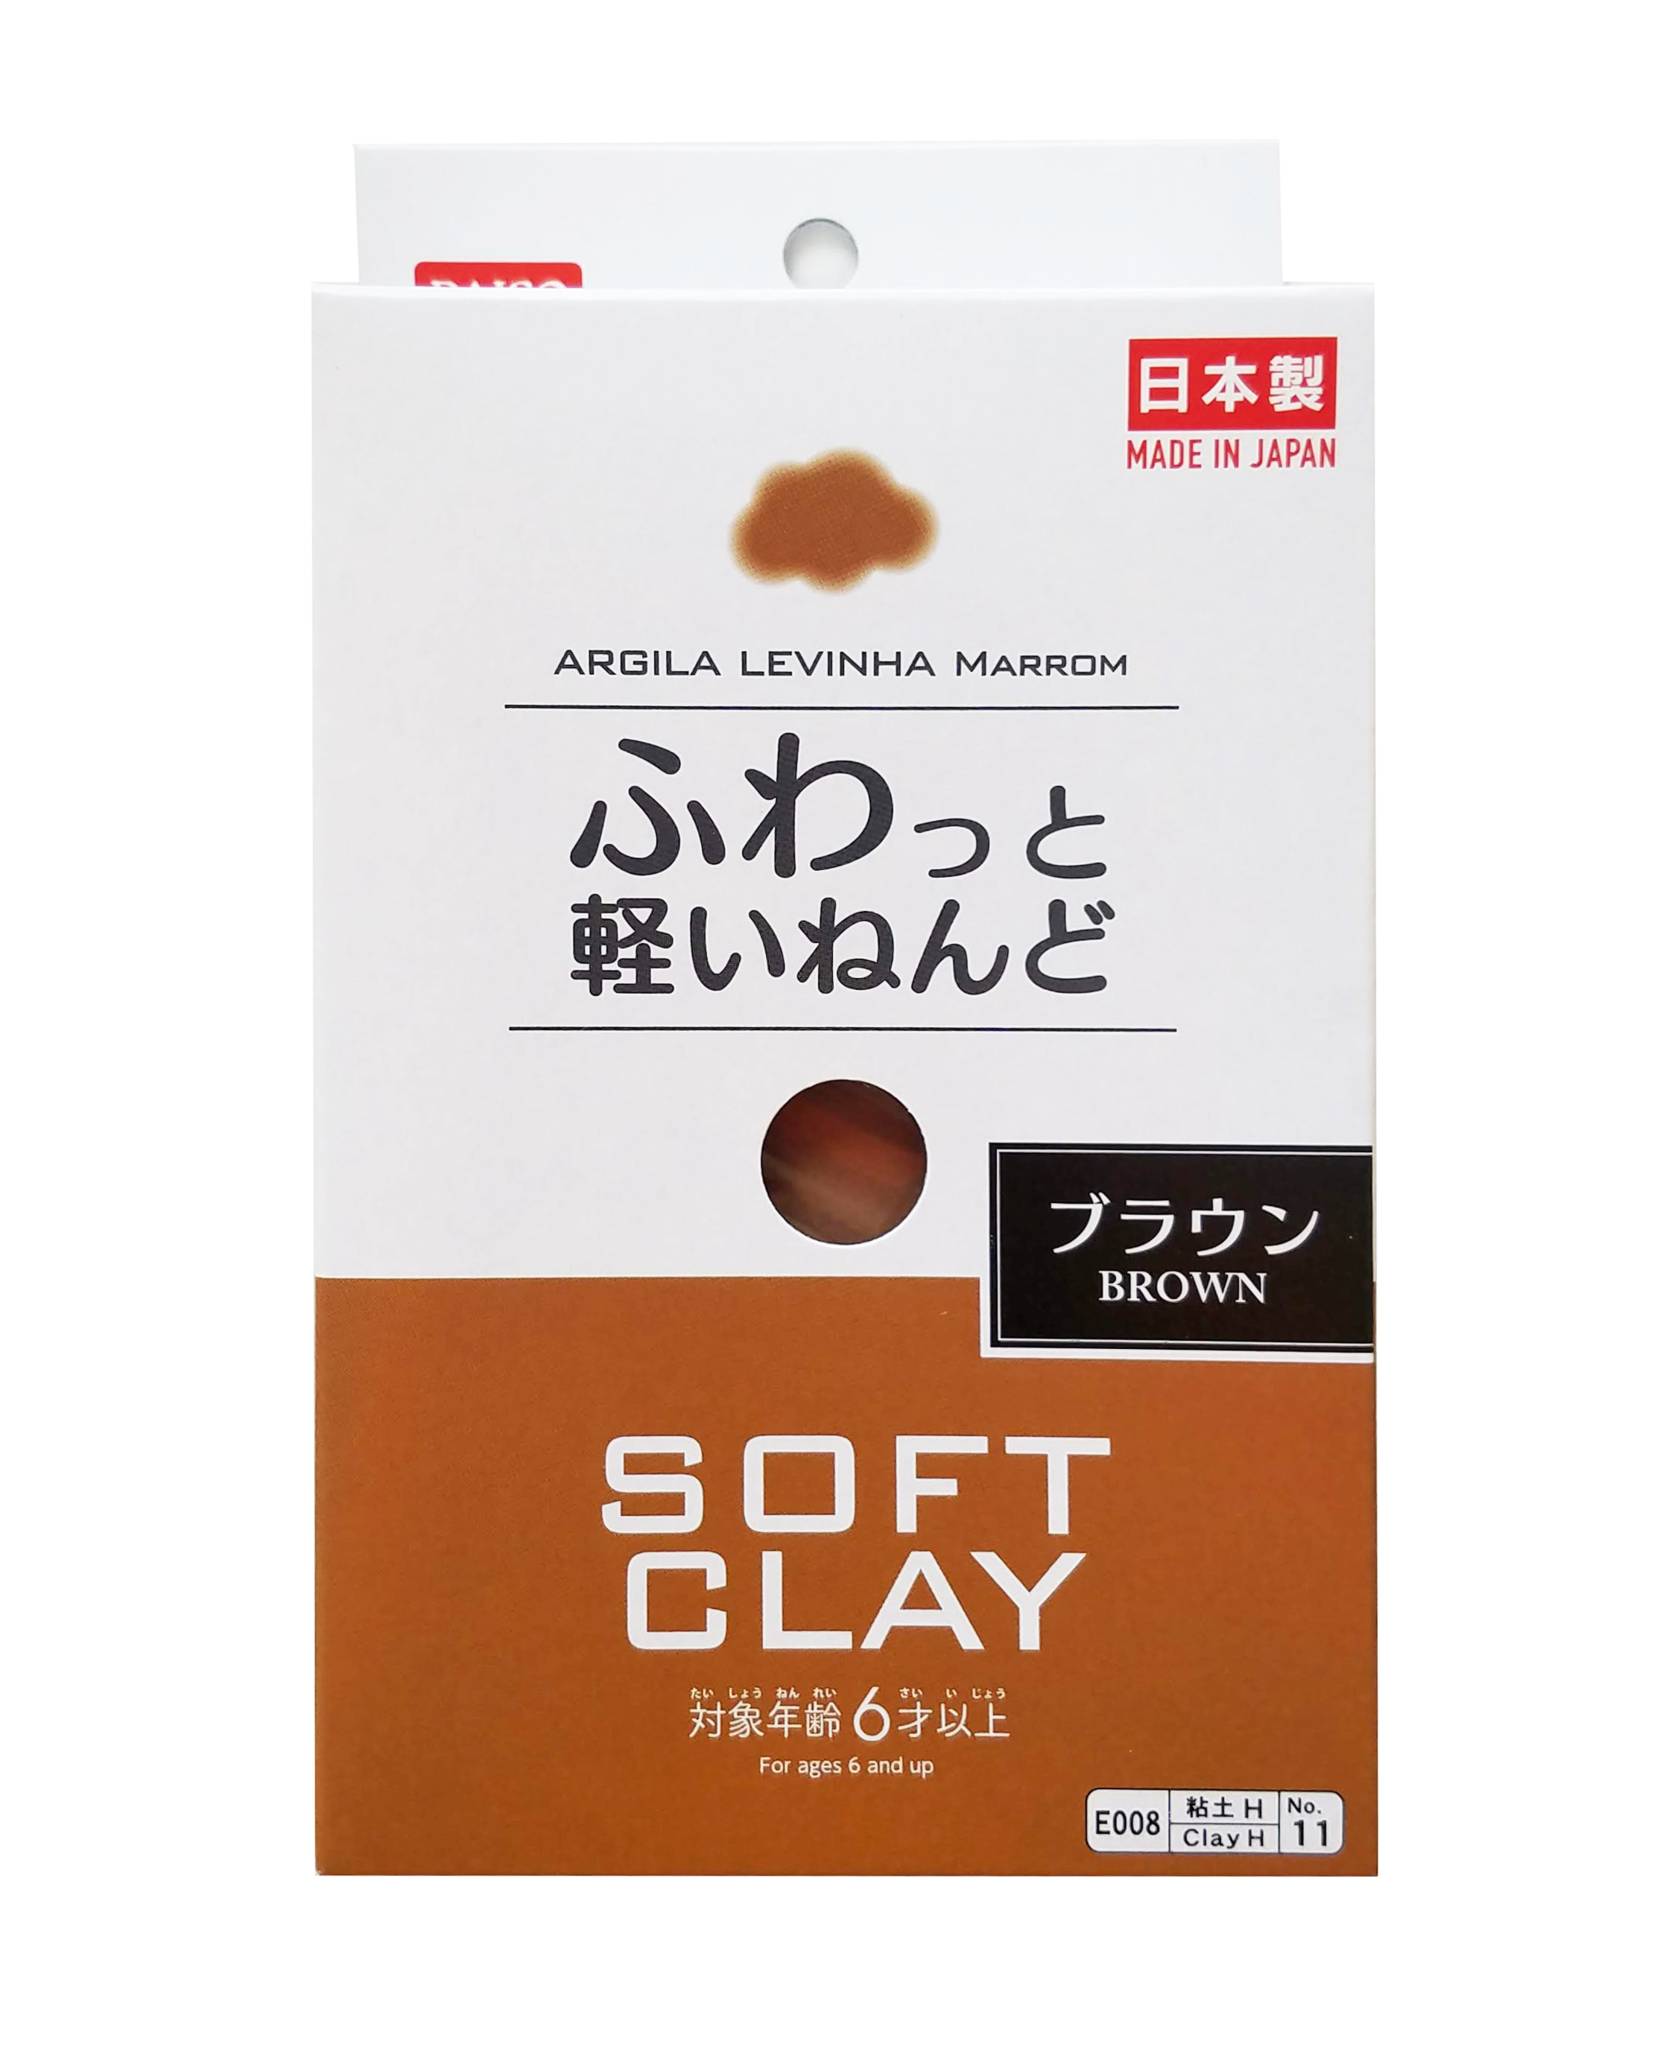 DAISO
日本製
MADE IN JAPAN
ARGILA LEVINHA MARROM
ふわっと
軽いねんど
ブラウン
BROWN
SOFT
CLAY
たいしょうねんれい さいいじょう
対象年齢6才以上
For ages 6 and up
E008 粘土H No.
Clay H 11